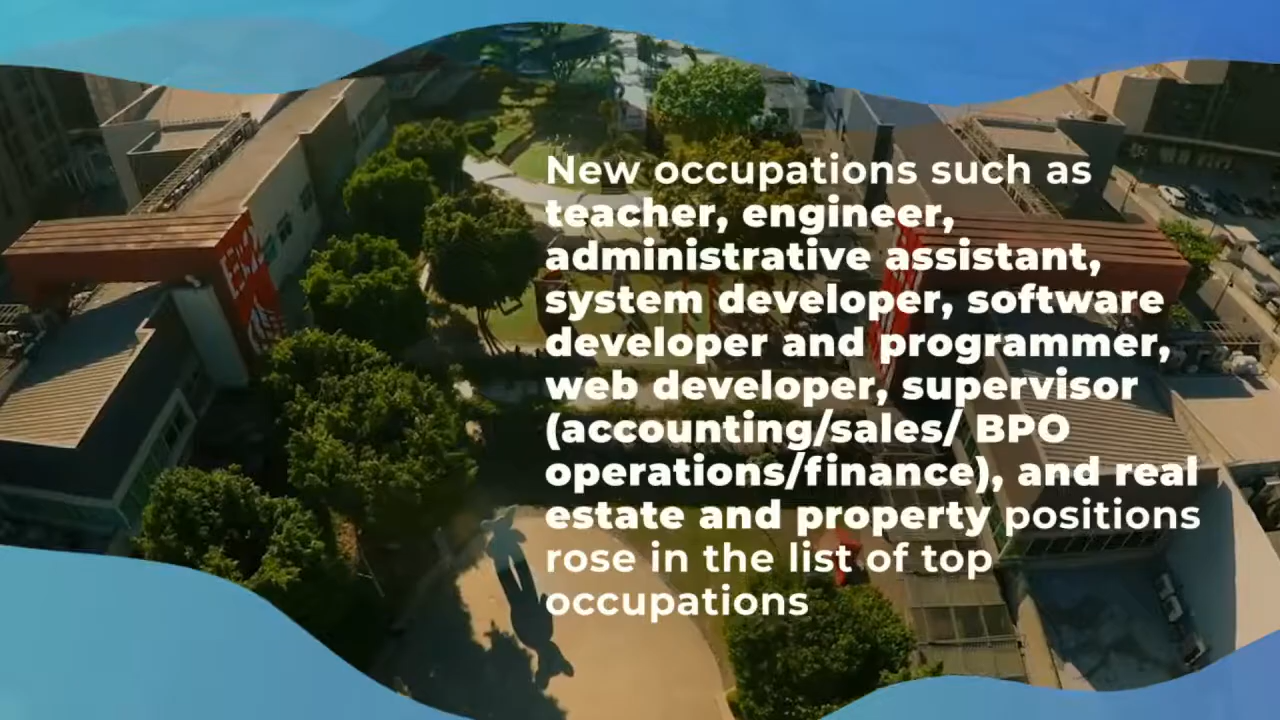 New occupations such as
teacher, engineer,
administrative assistant,
system developer, software
developer and programmer,
web developer, supervisor
(accounting/sales/ BPO
operations/finance), and real
estate and property positions
rose in the list of top
occupations